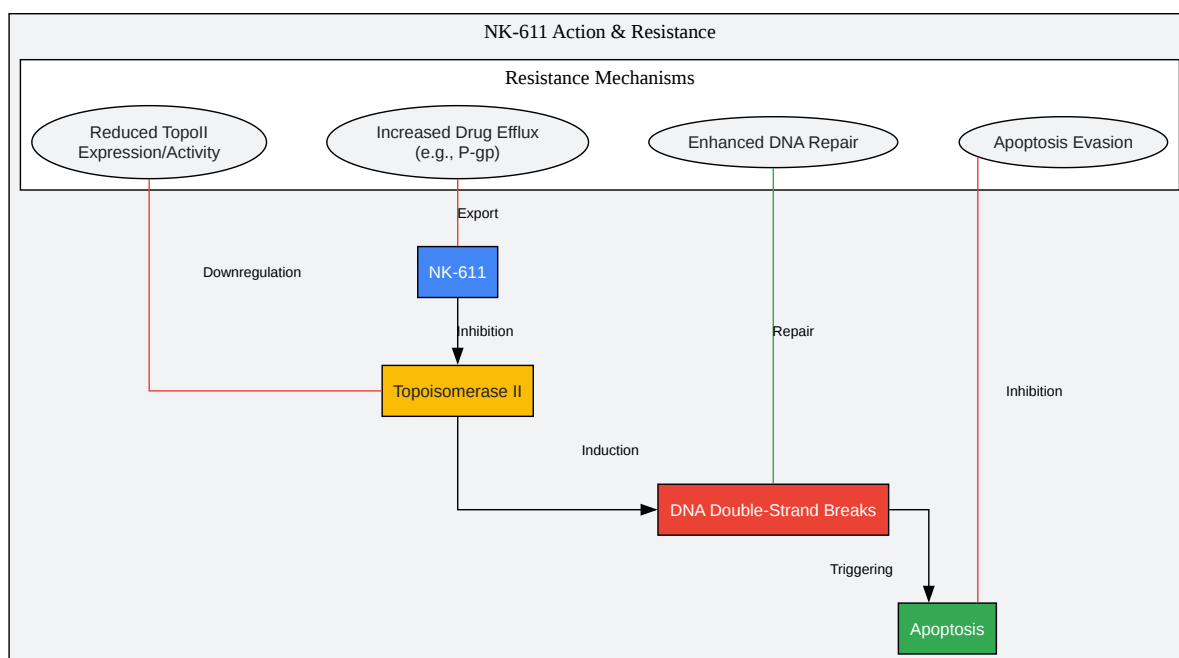 NK-611 Action & Resistance
Resistance Mechanisms
Reduced TopoII
Expression/Activity
Increased Drug Efflux
(e.g., P-gp)
Enhanced DNA Repair
Apoptosis Evasion
Export
NK-611
Downregulation
Inhibition
Repair
Topoisomerase II
Inhibition
Induction
DNA Double-Strand Breaks
Triggering
Apoptosis